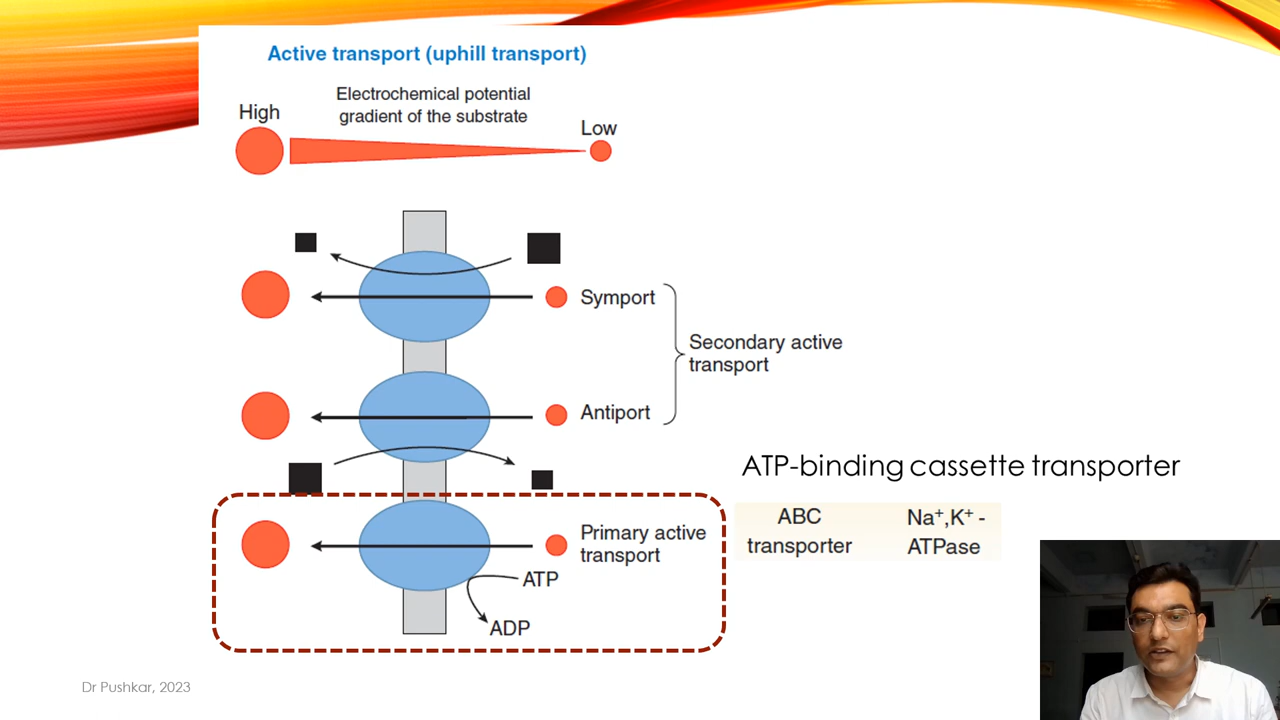 Active transport (uphill transport)
Electrochemical potential
gradient of the substrate
High
Low
Symport
Secondary active
transport
Antiport
ATP-binding cassette transporter
ABC
transporter
Na⁺,K⁺ -
ATPase
Primary active
transport
ATP
ADP
Dr Pushkar, 2023